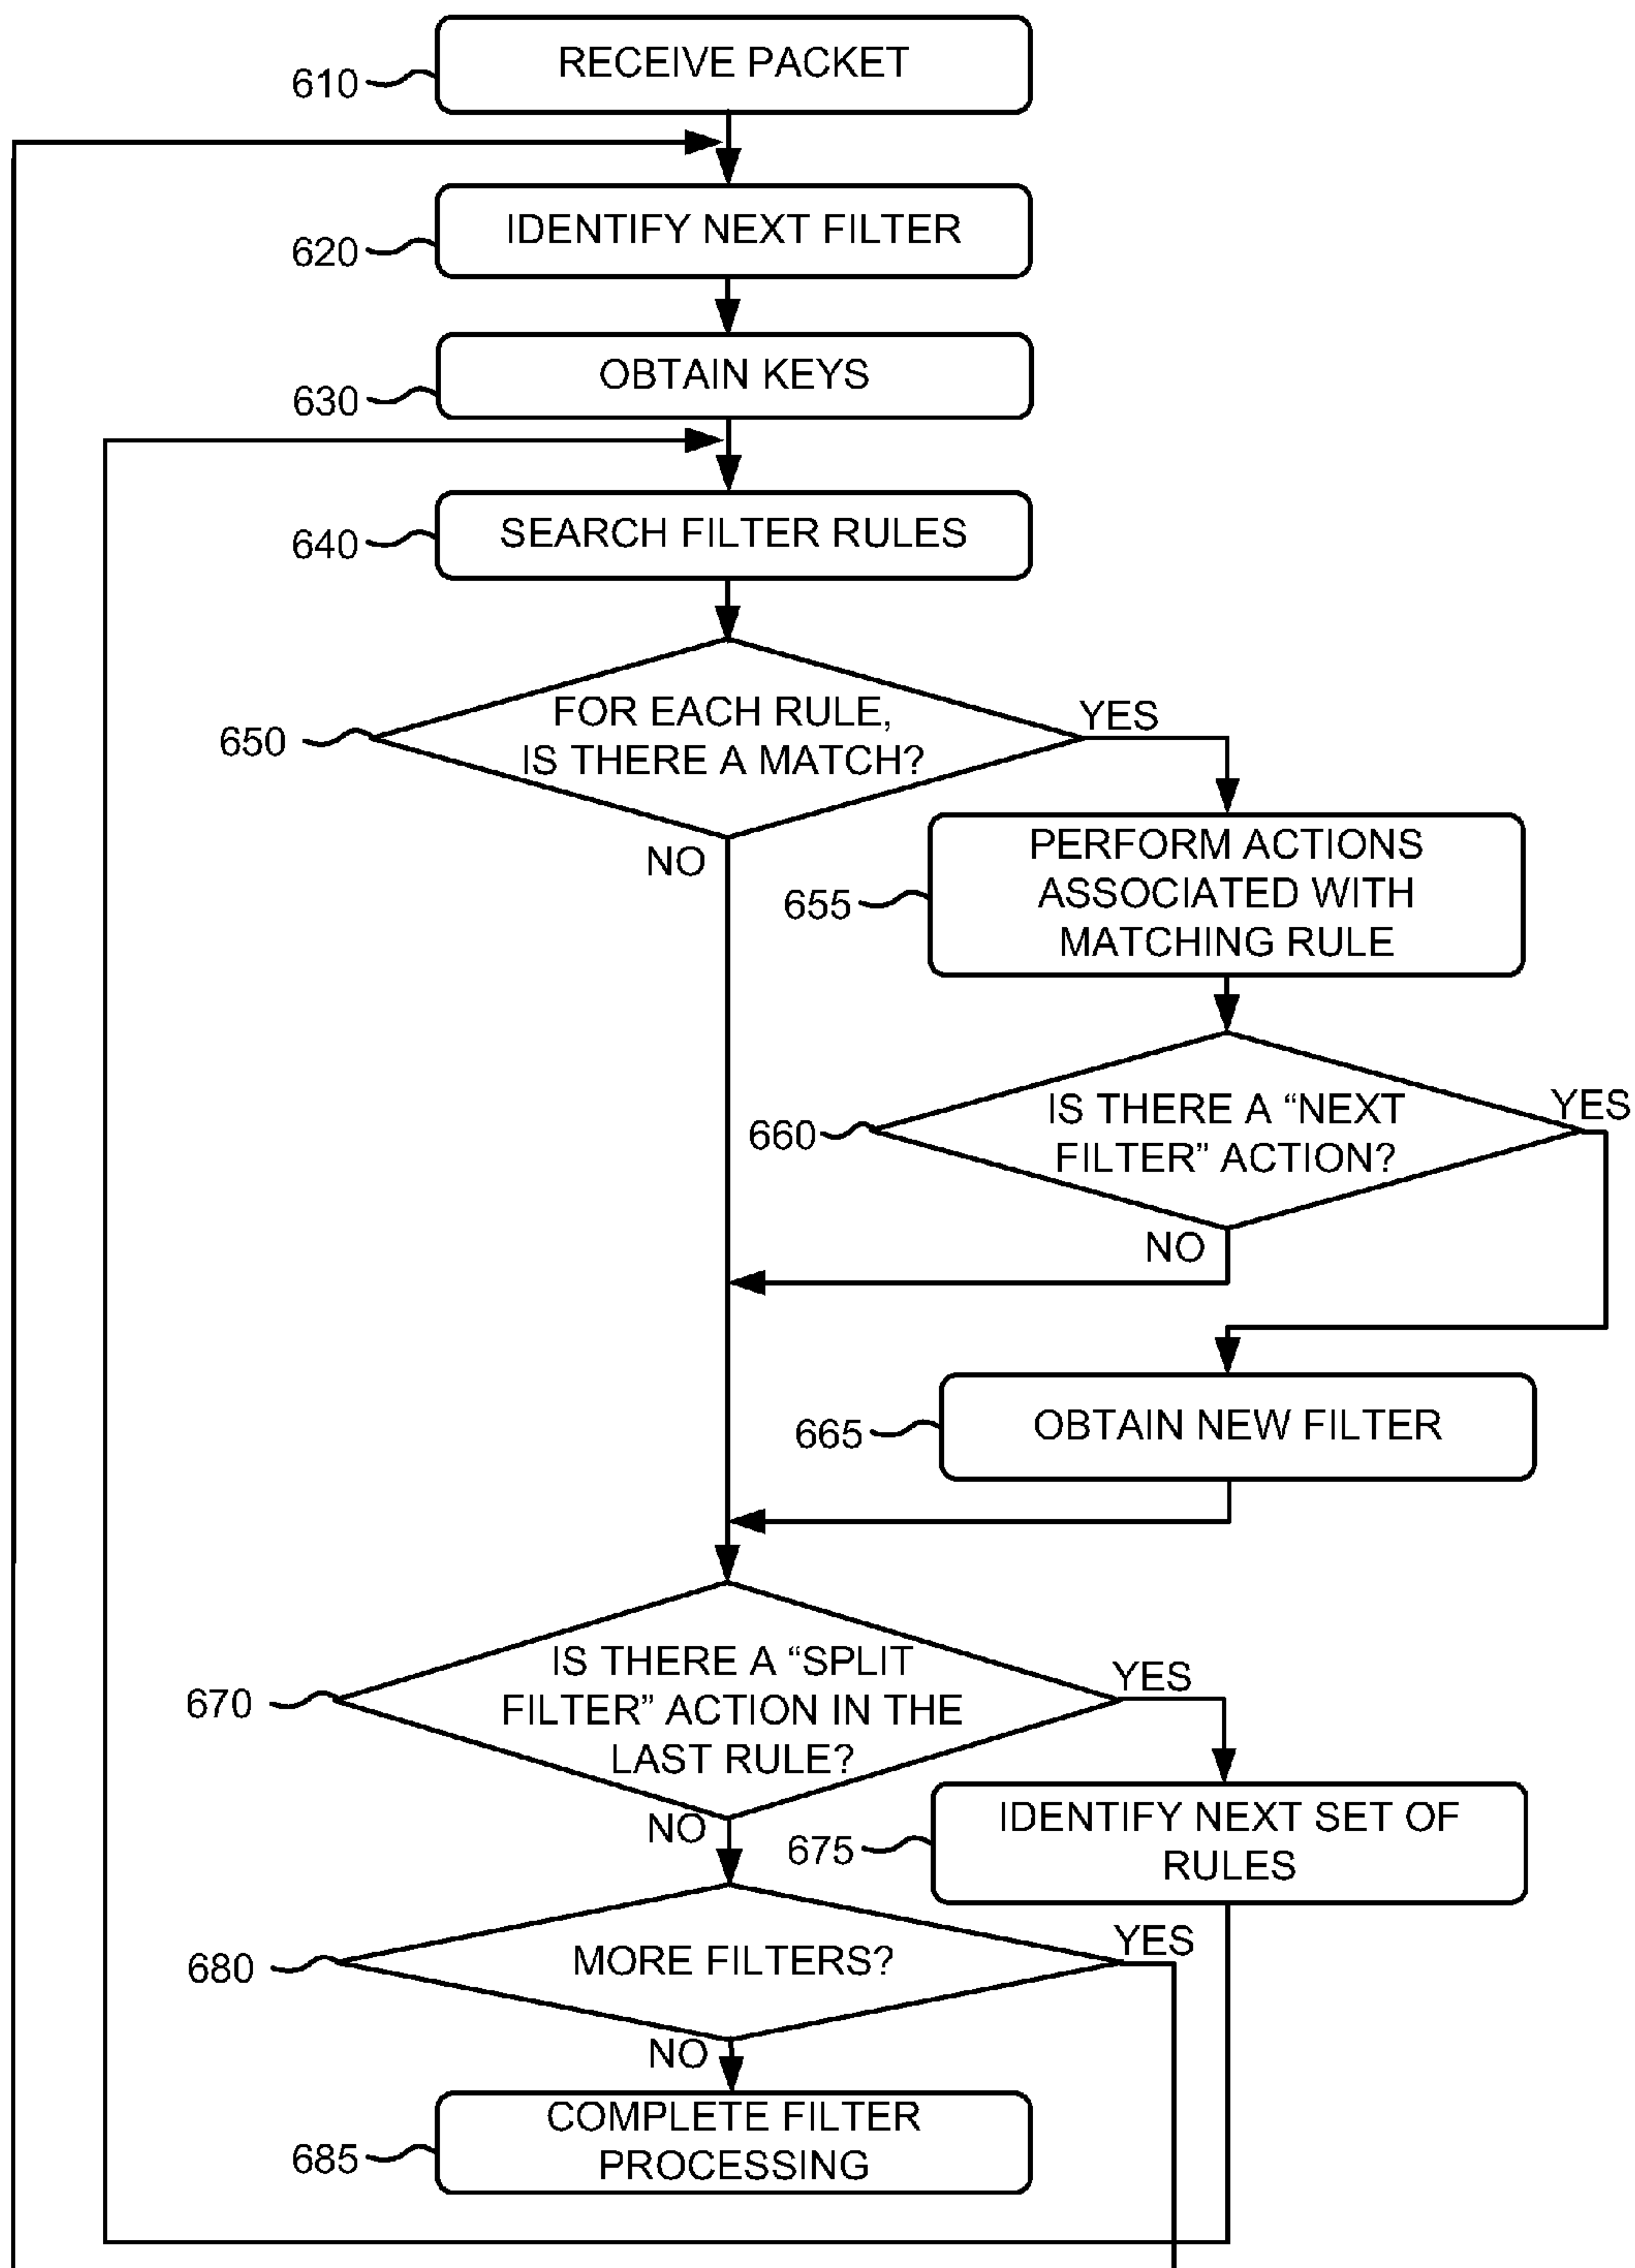 RECEIVE PACKET
610
IDENTIFY NEXT FILTER
620
OBTAIN KEYS
630
SEARCH FILTER RULES
640
FOR EACH RULE,
IS THERE A MATCH?
YES
650
NO
PERFORM ACTIONS
ASSOCIATED WITH
MATCHING RULE
655
IS THERE A “NEXT
FILTER” ACTION?
YES
660
NO
OBTAIN NEW FILTER
665
IS THERE A “SPLIT
FILTER” ACTION IN THE
LAST RULE?
YES
670
NO
IDENTIFY NEXT SET OF
RULES
675
MORE FILTERS?
YES
680
NO
COMPLETE FILTER
PROCESSING
685